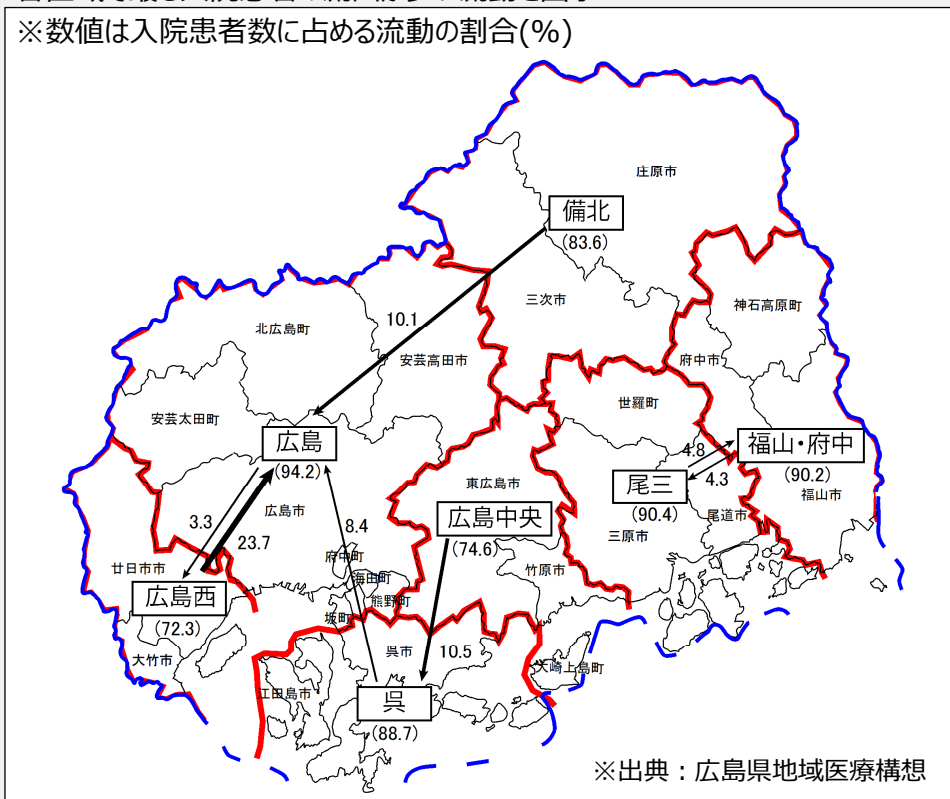 ※数値は入院患者数に占める流動の割合(%)
庄原市
備北
(83.6)
三次市
神石高原町
北広島町
10.1
安芸高田市
府中市
世羅町
安芸太田町
広島
(94.2)
福山・府中
(90.2)
4.8
4.3
尾三
(90.4)
福山市
東広島市
広島中央
(74.6)
尾道市
三原市
3.3
広島市
8.4
23.7
府中町
廿日市市
海田町
竹原市
広島西
(72.3)
熊野町
坂町
大竹市
呉市
10.5
大崎上島町
江田島市
呉
(88.7)
※出典：広島県地域医療構想